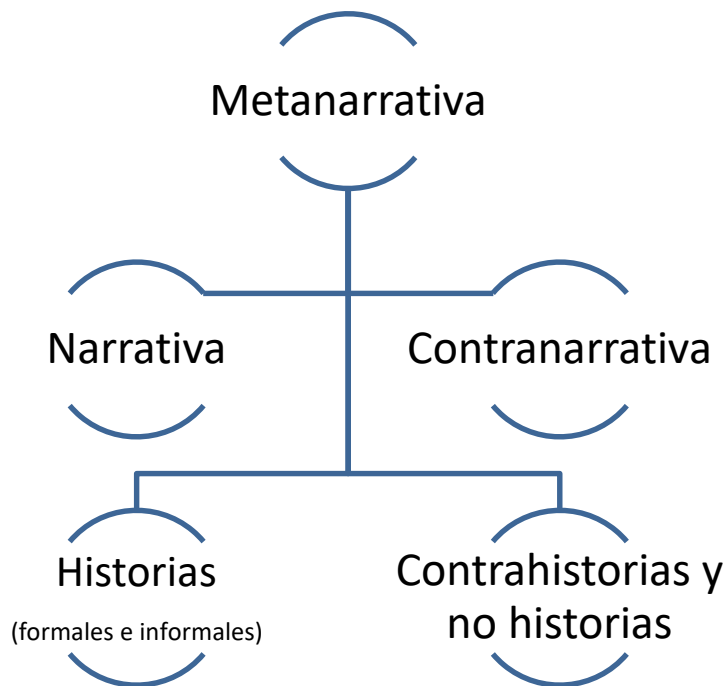 Metanarrativa
Narrativa
Contranarrativa
Historias
(formales e informales)
Contrahistorias y
no historias